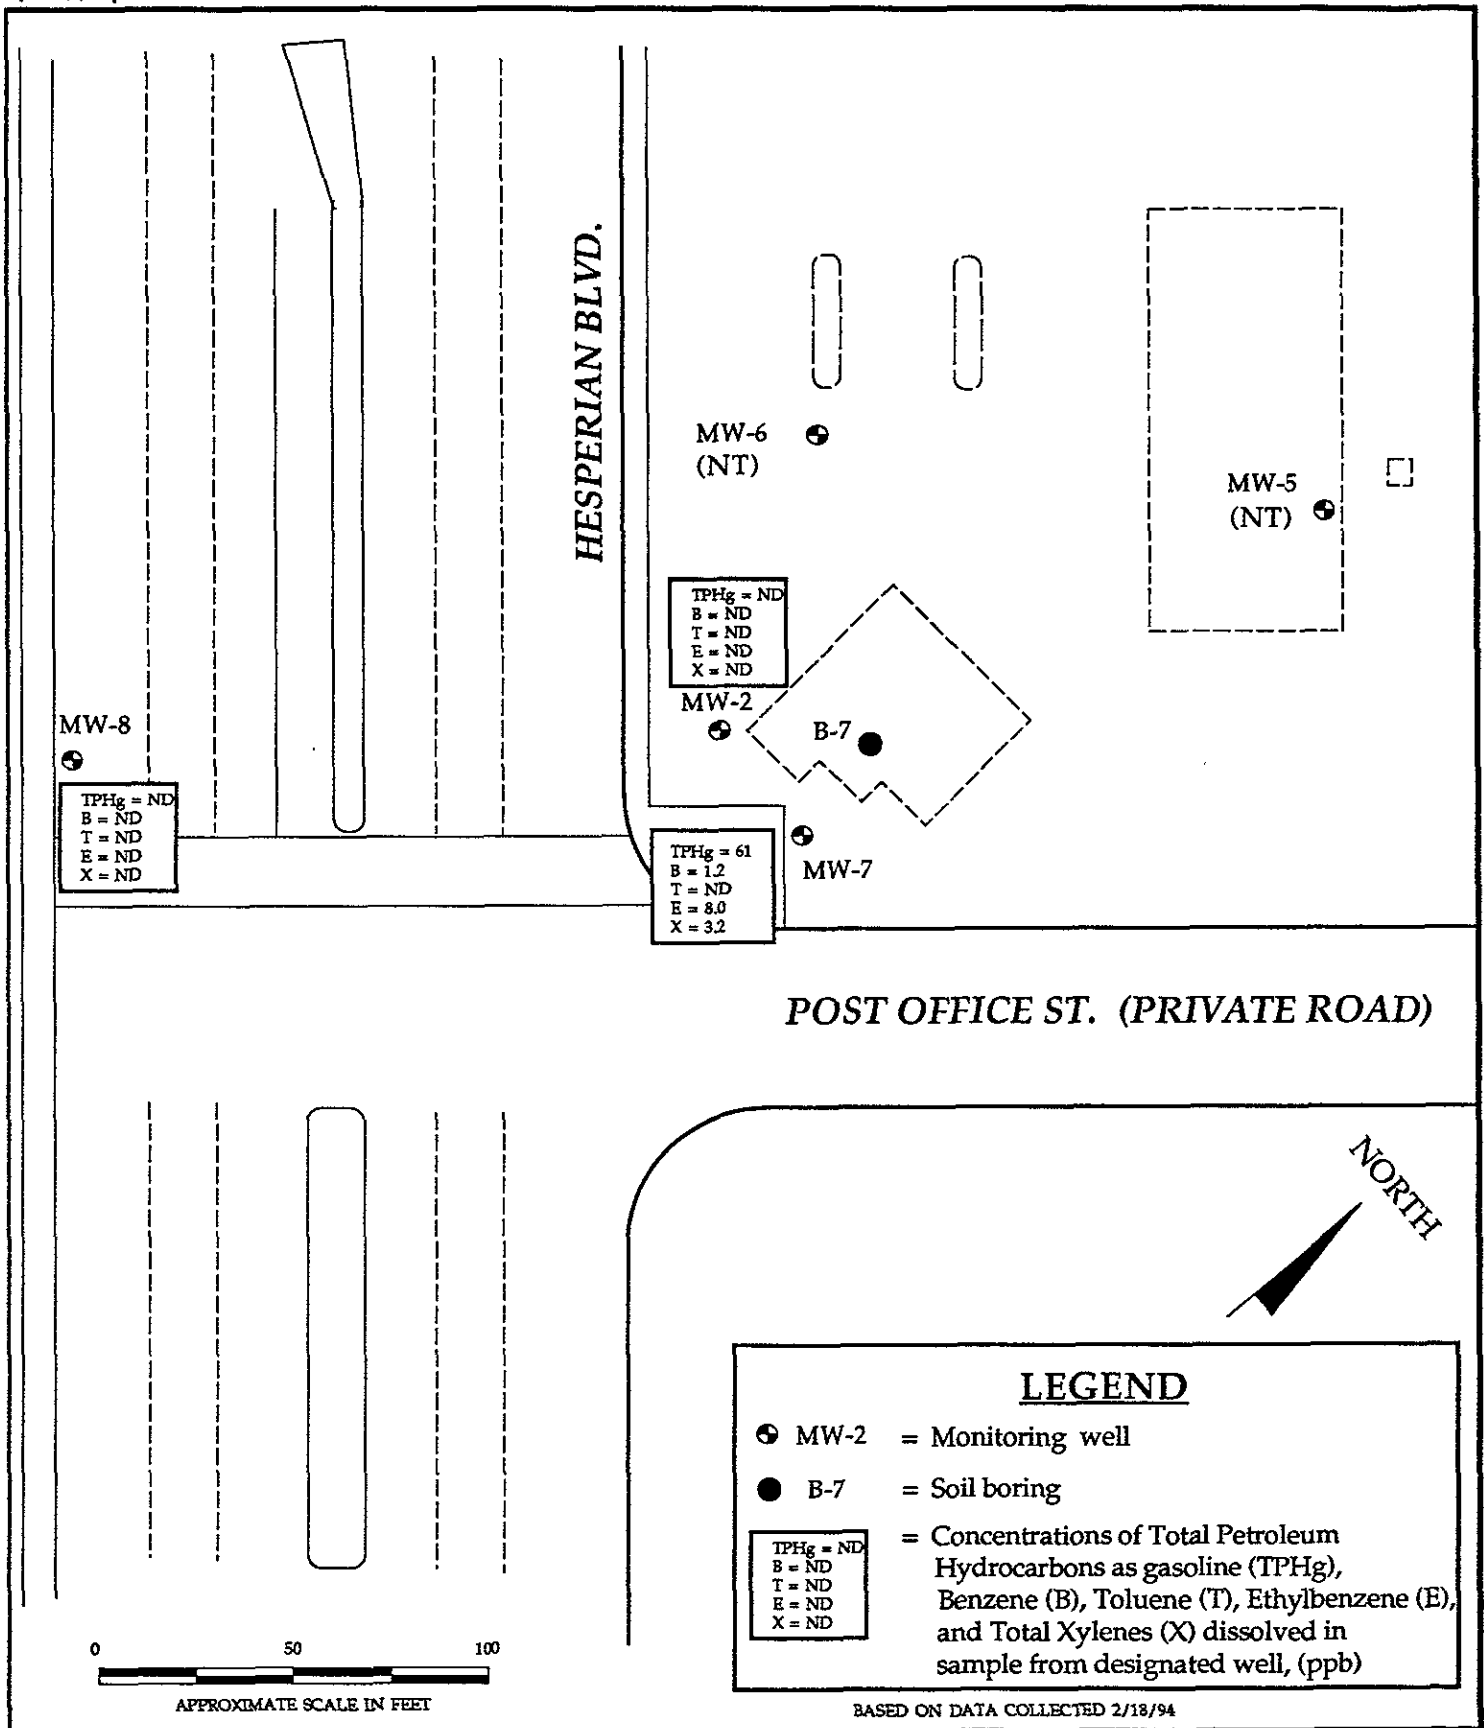 HESPERIAN BLVD.
MW-6
(NT)
MW-5
(NT)
TPHg = ND
B = ND
T = ND
E = ND
X = ND
MW-2
B-7
MW-8
TPHg = ND
B = ND
T = ND
E = ND
X = ND
TPHg = 61
B = 1.2
T = ND
E = 8.0
X = 3.2
MW-7
POST OFFICE ST. (PRIVATE ROAD)
NORTH
LEGEND
MW-2 = Monitoring well
B-7 = Soil boring
TPHg = ND
B = ND
T = ND
E = ND
X = ND
= Concentrations of Total Petroleum
Hydrocarbons as gasoline (TPHg),
Benzene (B), Toluene (T), Ethylbenzene (E),
and Total Xylenes (X) dissolved in
sample from designated well, (ppb)
0 50 100
APPROXIMATE SCALE IN FEET
BASED ON DATA COLLECTED 2/18/94